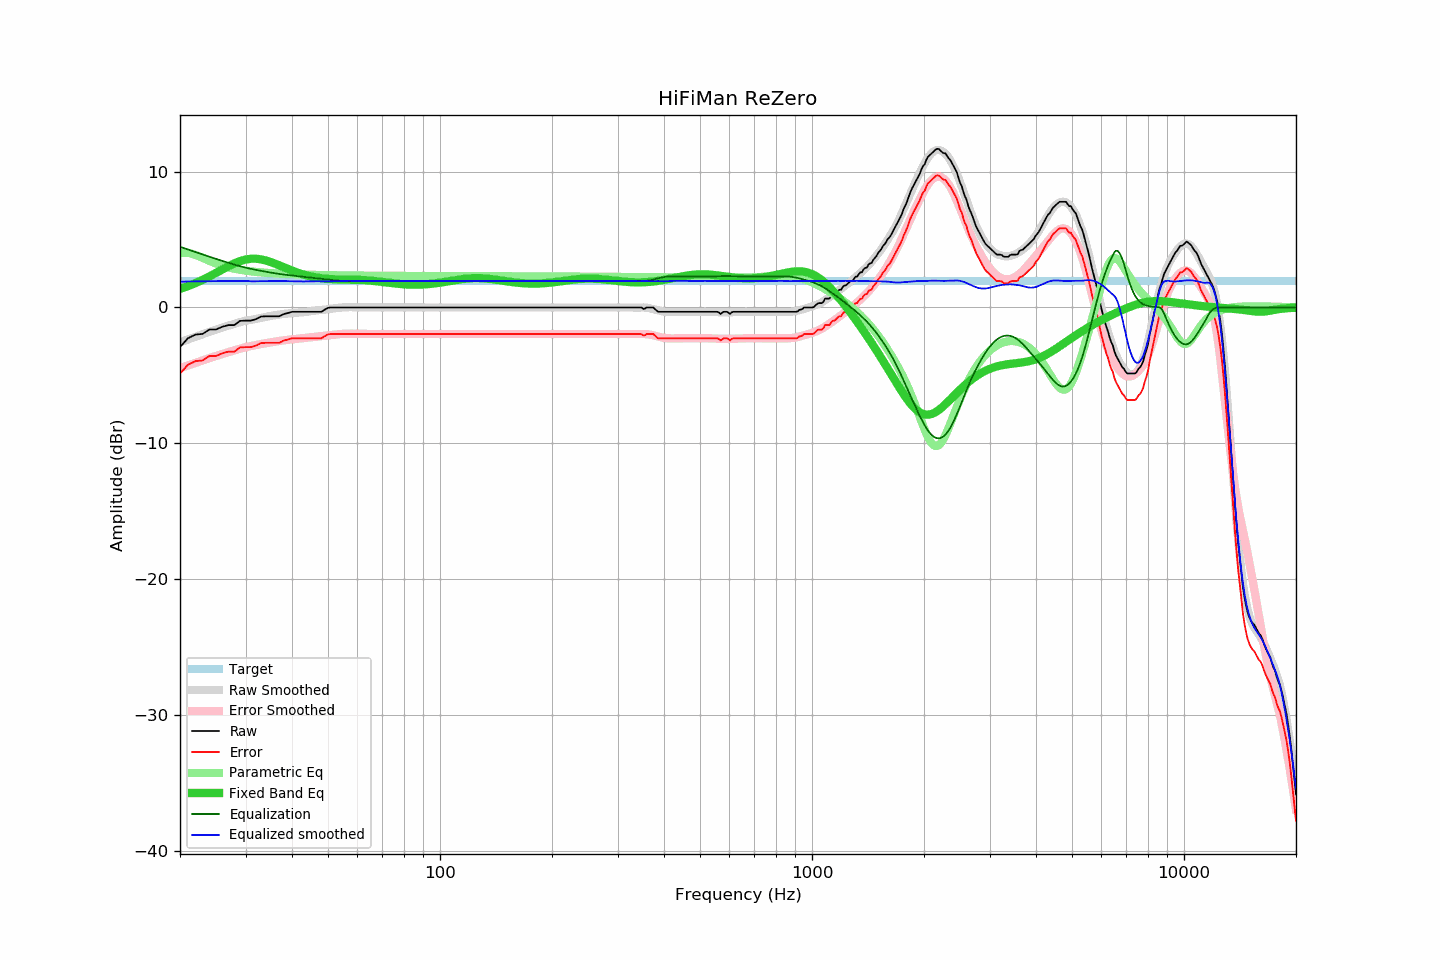 HiFiMan ReZero
Amplitude (dBr)
10
0
−10
−20
−30
−40
Target
Raw Smoothed
Error Smoothed
Raw
Error
Parametric Eq
Fixed Band Eq
Equalization
Equalized smoothed
100
1000
10000
Frequency (Hz)